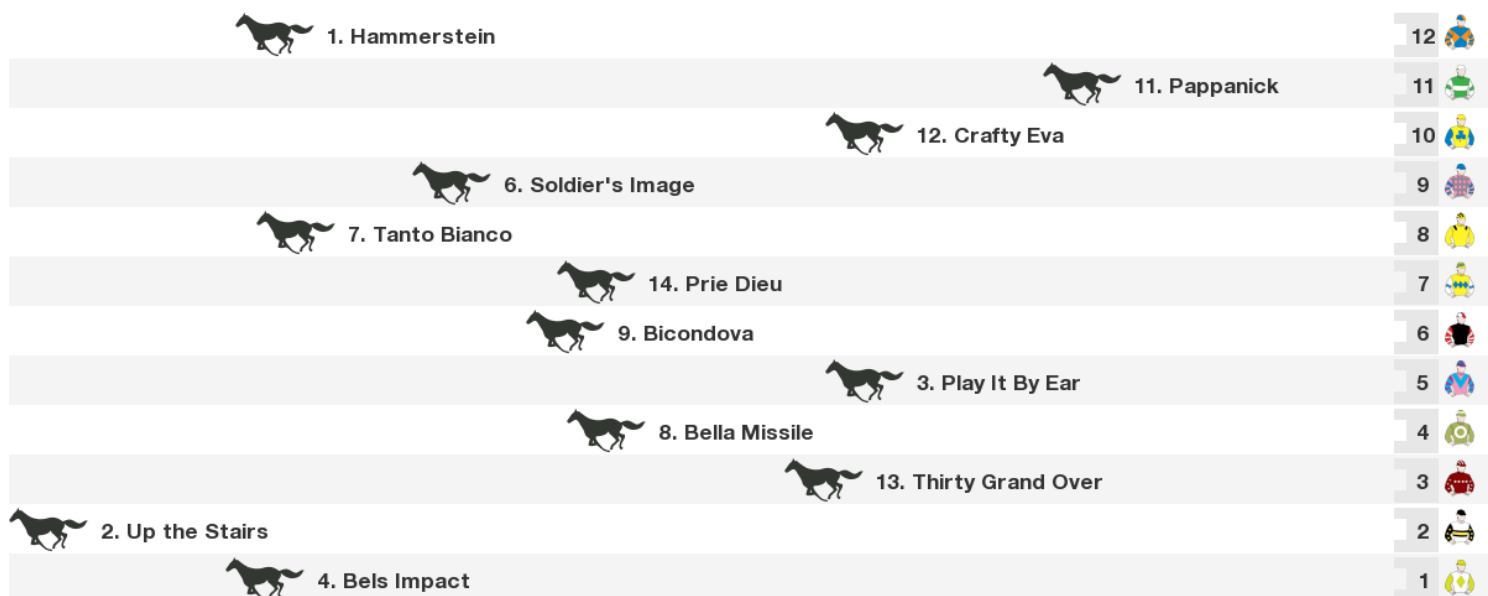 1. Hammerstein 12
11. Pappanick 11
12. Crafty Eva 10
6. Soldier's Image 9
7. Tanto Bianco 8
14. Prie Dieu 7
9. Bicondova 6
3. Play It By Ear 5
8. Bella Missile 4
13. Thirty Grand Over 3
2. Up the Stairs 2
4. Bels Impact 1